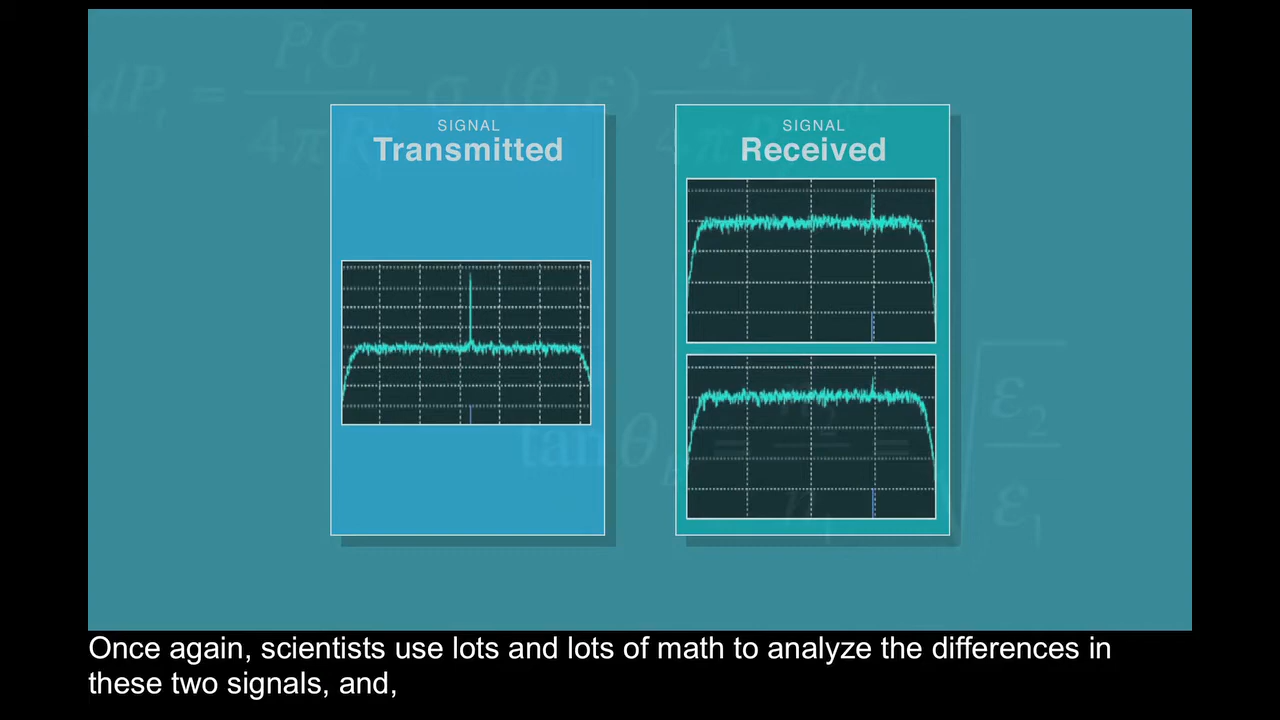 SIGNAL
Transmitted
SIGNAL
Received
Once again, scientists use lots and lots of math to analyze the differences in
these two signals, and,